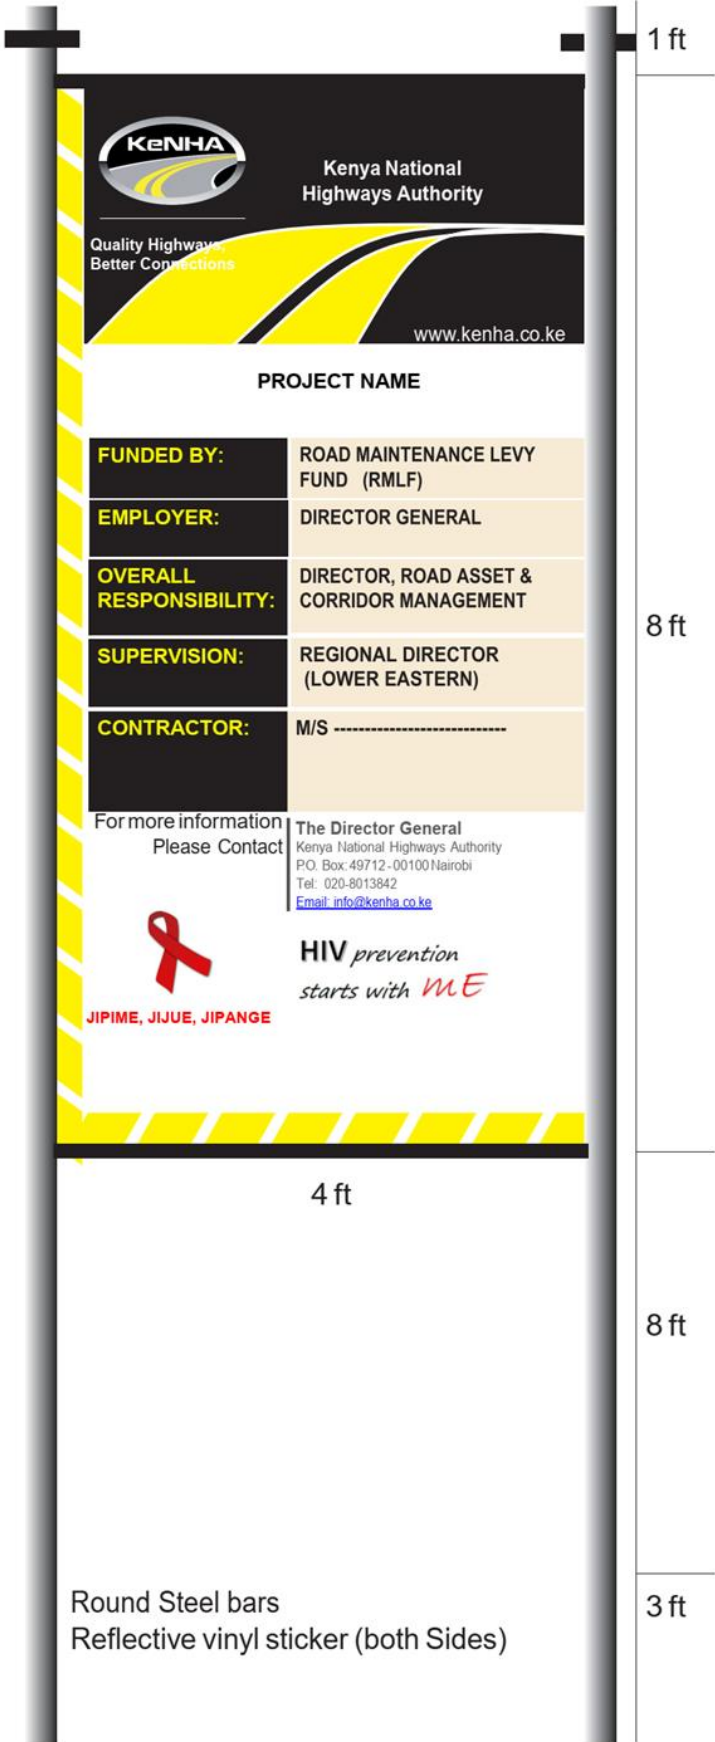 1 ft
KeNHA
Kenya National
Highways Authority
Quality Highways,
Better Connections
www.kenha.co.ke
PROJECT NAME
FUNDED BY:
ROAD MAINTENANCE LEVY
FUND (RMLF)
EMPLOYER:
DIRECTOR GENERAL
OVERALL
RESPONSIBILITY:
DIRECTOR, ROAD ASSET &
CORRIDOR MANAGEMENT
8 ft
SUPERVISION:
REGIONAL DIRECTOR
(LOWER EASTERN)
CONTRACTOR:
M/S ----------------------------
For more information
Please Contact
The Director General
Kenya National Highways Authority
P.O. Box: 49712 - 00100 Nairobi
Tel: 020-8013842
Email: info@kenha.co.ke
HIV prevention
starts with ME
JIPIME, JIJUE, JIPANGE
4 ft
8 ft
Round Steel bars
Reflective vinyl sticker (both Sides)
3 ft